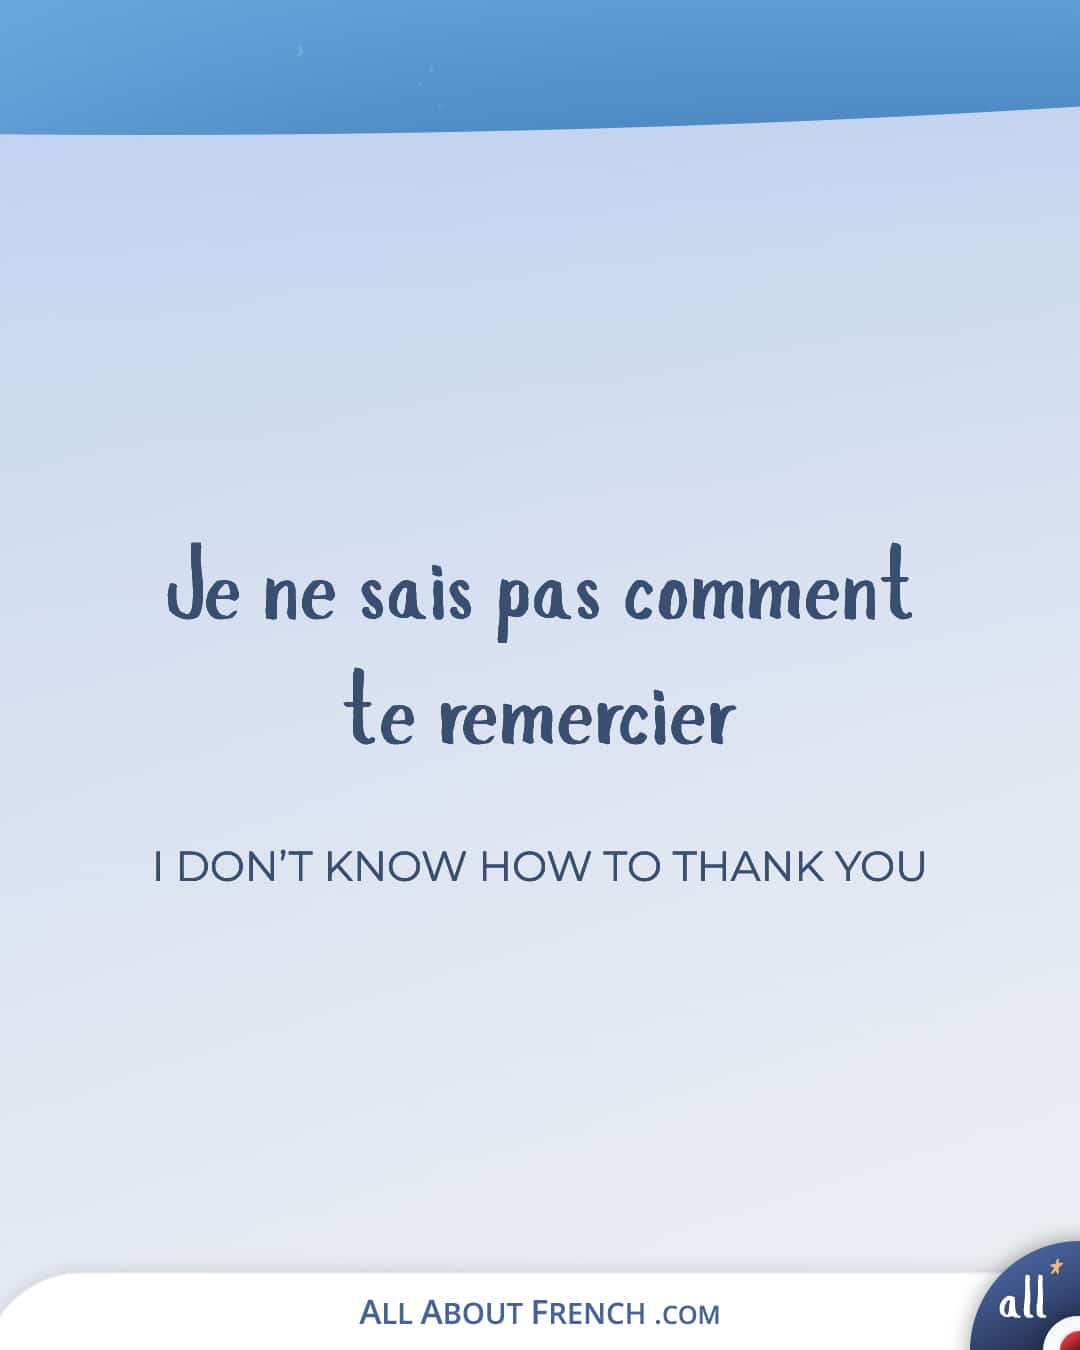 Je ne sais pas comment
te remercier
I DON'T KNOW HOW TO THANK YOU
ALL ABOUT FRENCH .COM
all